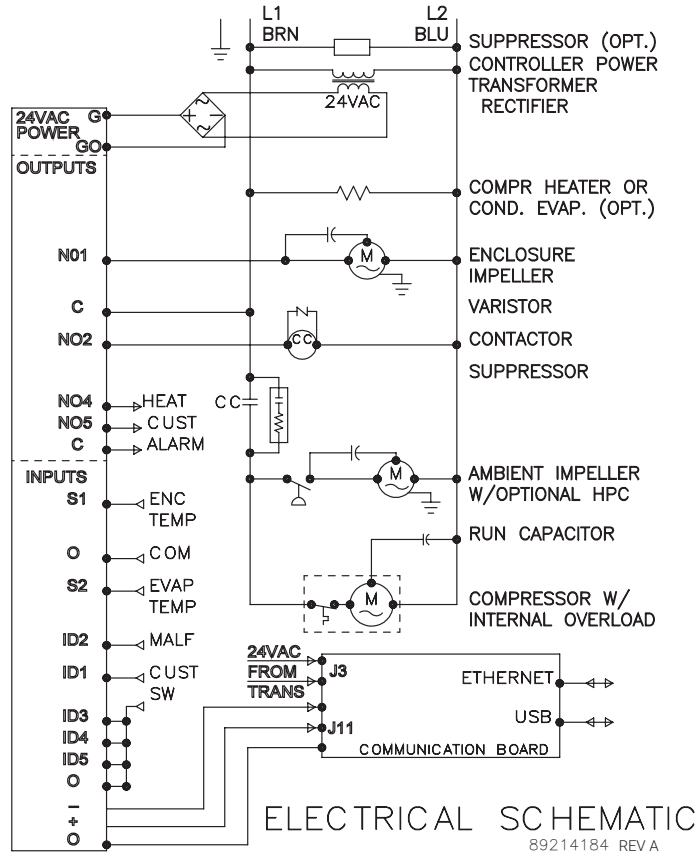 L1 L2
BRN BLU
SUPPRESSOR (OPT.)
CONTROLLER POWER
TRANSFORMER
RECTIFIER
24VAC
24VAC G
POWER
GO
OUTPUTS
COMPR HEATER OR
COND. EVAP. (OPT.)
N01
M
ENCLOSURE
IMPELLER
C
VARISTOR
NO2
CC
CONTACTOR
SUPPRESSOR
CC
NO4 HEAT
NO5 CUST
C ALARM
INPUTS
M
AMBIENT IMPELLER
W/OPTIONAL HPC
S1 ENC
TEMP
RUN CAPACITOR
O COM
S2 EVAP
TEMP
M
COMPRESSOR W/
INTERNAL OVERLOAD
ID2 MALF
ID1 CUST
SW
24VAC
FROM
TRANS
J3
ETHERNET
USB
J11
COMMUNICATION BOARD
ID3
ID4
ID5
O
−
+
O
ELECTRICAL SCHEMATIC
89214184 REV A